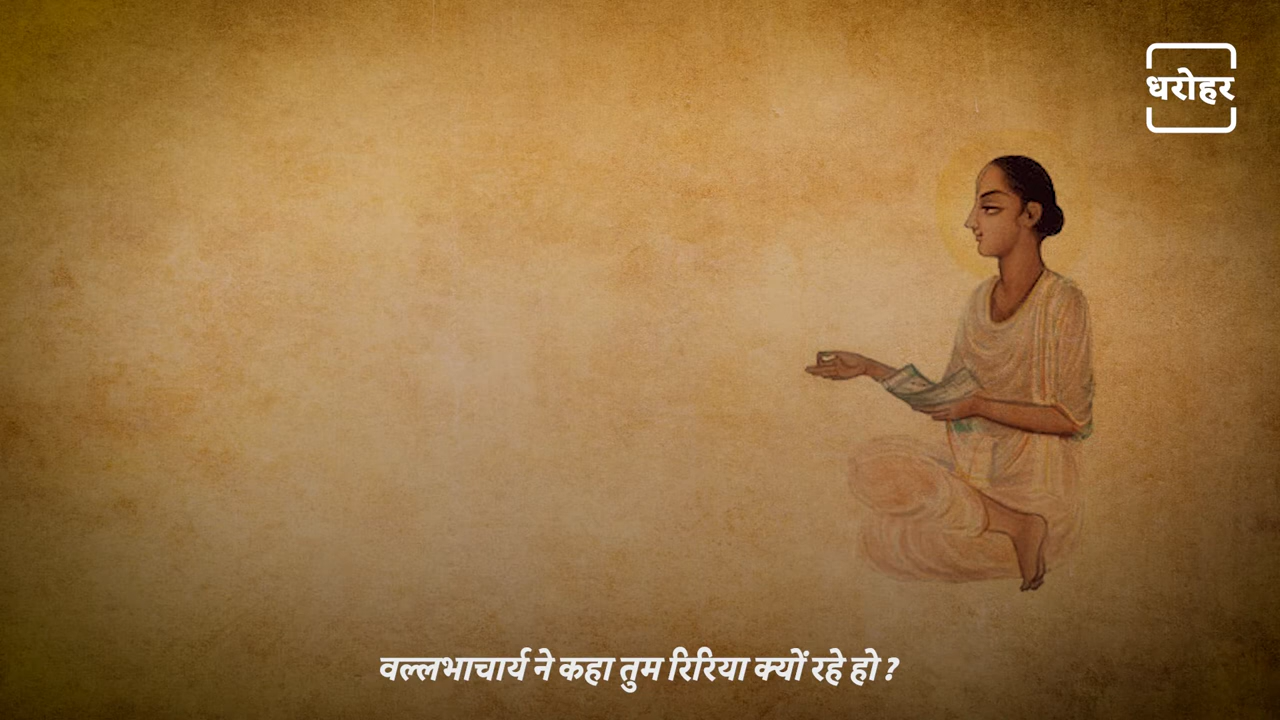 धरोहर
वल्लभाचार्य ने कहा तुम रिरिया क्यों रहे हो ?